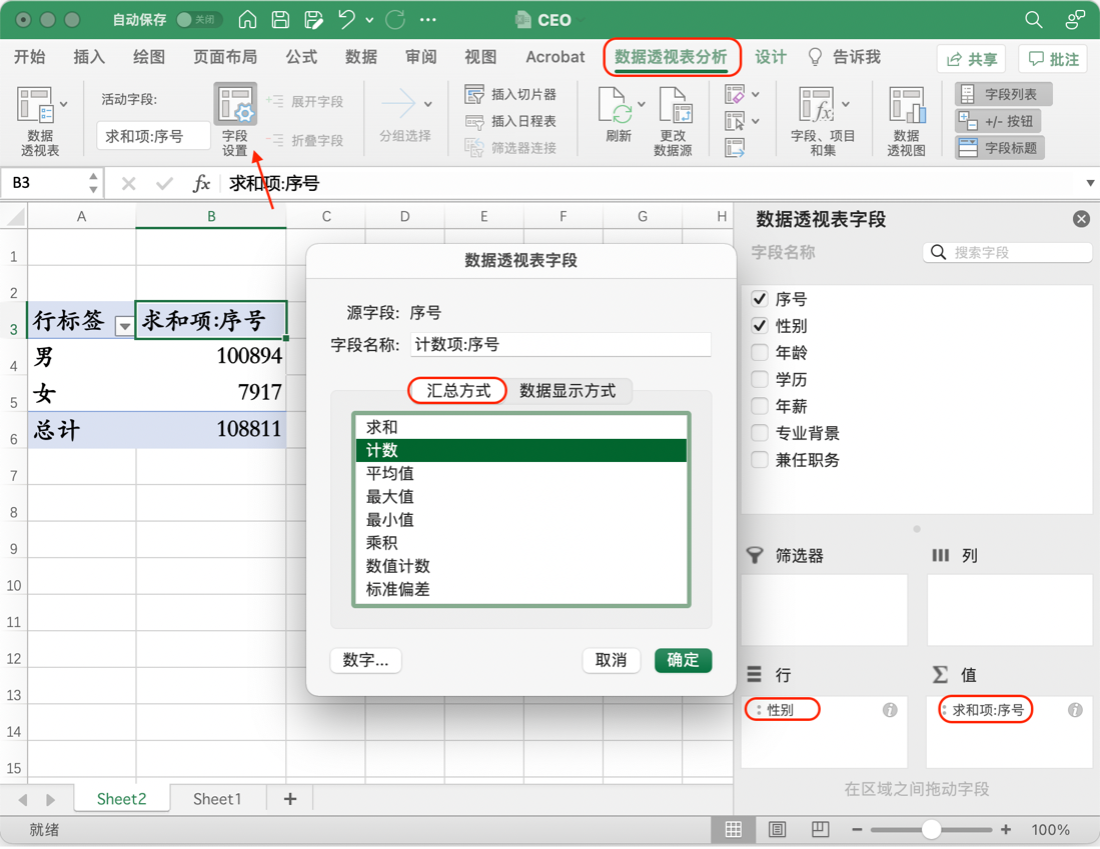 自动保存 关闭 CEO
开始 插入 绘图 页面布局 公式 数据 审阅 视图 Acrobat 数据透视表分析 设计 告诉我 共享 批注
数据
透视表
活动字段:
求和项:序号
字段
设置
展开字段
折叠字段
分组选择
插入切片器
插入日程表
筛选器连接
刷新
更改
数据源
字段、项目
和集
数据
透视图
字段列表
+/- 按钮
字段标题
B3 fx 求和项:序号
A B C D E F G H
1
2
3 行标签 求和项:序号
4 男 100894
5 女 7917
6 总计 108811
7
8
9
10
11
12
13
14
15
数据透视表字段
源字段: 序号
字段名称: 计数项:序号
汇总方式 数据显示方式
求和
计数
平均值
最大值
最小值
乘积
数值计数
标准偏差
数字... 取消 确定
数据透视表字段
字段名称 搜索字段
序号
性别
年龄
学历
年薪
专业背景
兼任职务
筛选器 列
行 值
性别 求和项:序号
在区域之间拖动字段
Sheet2 Sheet1 +
就绪 100%